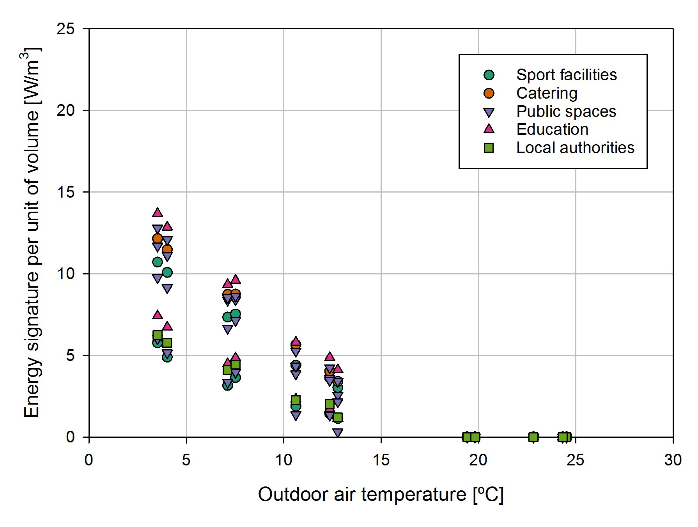 25
20
15
10
5
0
Energy signature per unit of volume [W/m³]
Sport facilities
Catering
Public spaces
Education
Local authorities
0 5 10 15 20 25 30
Outdoor air temperature [ºC]